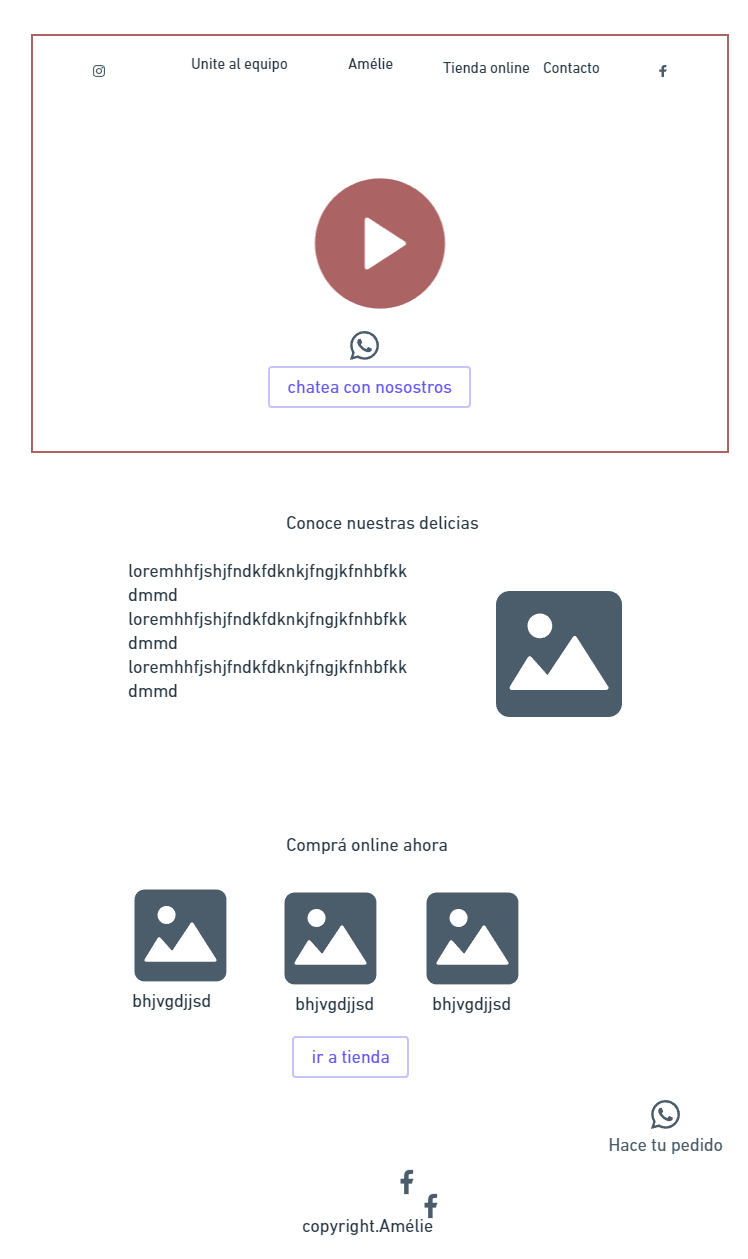 Unite al equipo
Amélie
Tienda online
Contacto
chatea con nosostros
Conoce nuestras delicias
loremhhfjshjfndkfdknkjfngjkfnhbfkk
dmmd
loremhhfjshjfndkfdknkjfngjkfnhbfkk
dmmd
loremhhfjshjfndkfdknkjfngjkfnhbfkk
dmmd
Comprá online ahora
bhjvgdjjsd
bhjvgdjjsd
bhjvgdjjsd
ir a tienda
Hace tu pedido
copyright.Amélie